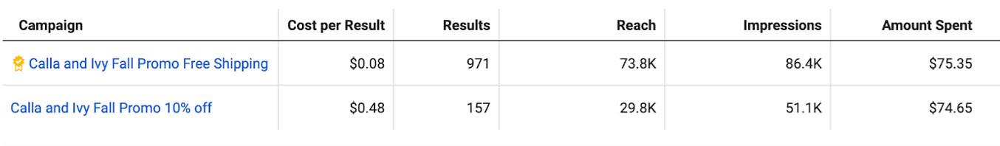 Campaign Cost per Result Results Reach Impressions Amount Spent
Calla and Ivy Fall Promo Free Shipping $0.08 971 73.8K 86.4K $75.35
Calla and Ivy Fall Promo 10% off $0.48 157 29.8K 51.1K $74.65